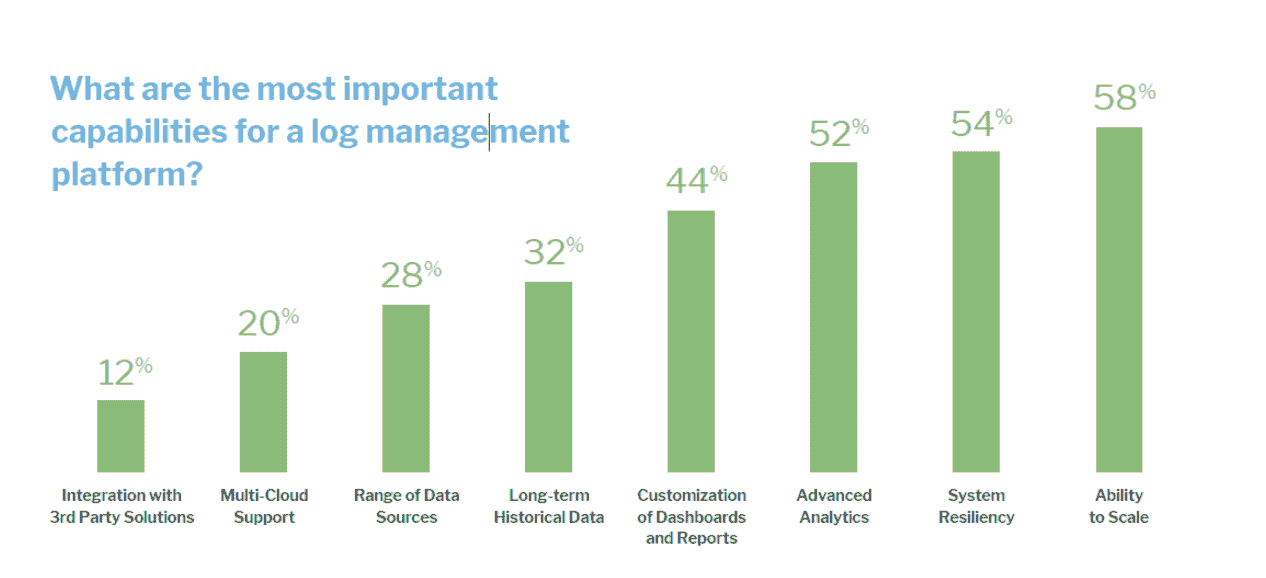 What are the most important
capabilities for a log management
platform?
12%
20%
28%
32%
44%
52%
54%
58%
Integration with
3rd Party Solutions
Multi-Cloud
Support
Range of Data
Sources
Long-term
Historical Data
Customization
of Dashboards
and Reports
Advanced
Analytics
System
Resiliency
Ability
to Scale